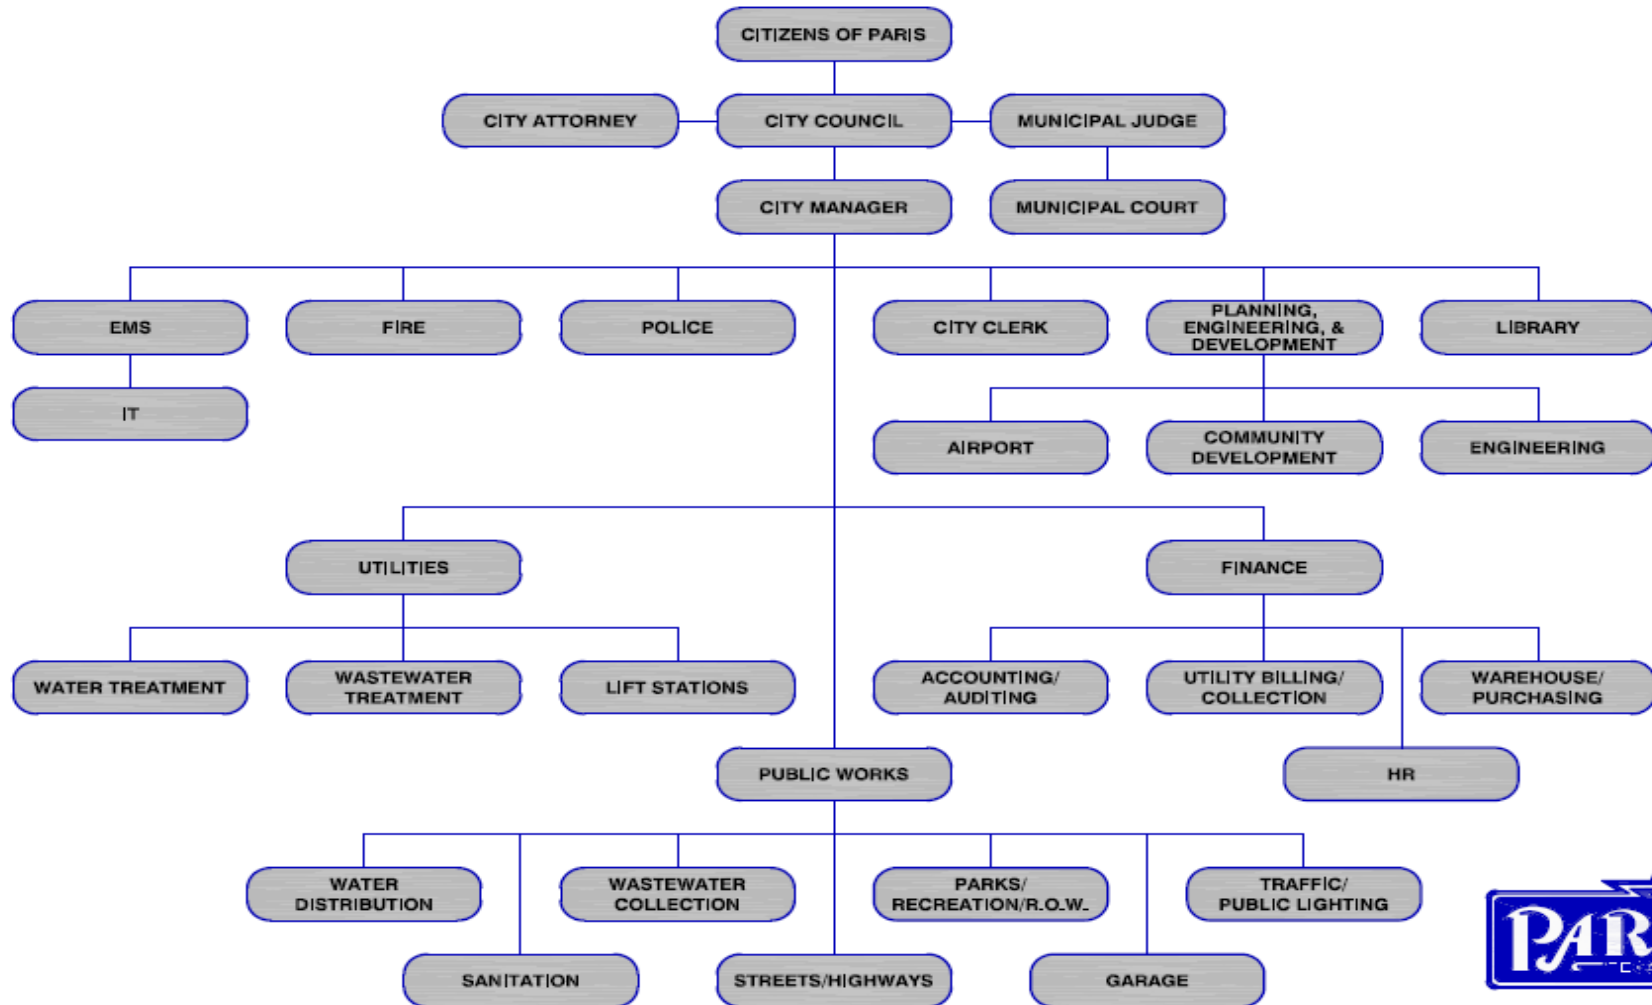 CITIZENS OF PARIS
CITY ATTORNEY
CITY COUNCIL
MUNICIPAL JUDGE
CITY MANAGER
MUNICIPAL COURT
EMS
FIRE
POLICE
CITY CLERK
PLANNING,
ENGINEERING, &
DEVELOPMENT
LIBRARY
IT
AIRPORT
COMMUNITY
DEVELOPMENT
ENGINEERING
UTILITIES
FINANCE
WATER TREATMENT
WASTEWATER
TREATMENT
LIFT STATIONS
ACCOUNTING/
AUDITING
UTILITY BILLING/
COLLECTION
WAREHOUSE/
PURCHASING
PUBLIC WORKS
HR
WATER
DISTRIBUTION
WASTEWATER
COLLECTION
PARKS/
RECREATION/R.O.W.
TRAFFIC/
PUBLIC LIGHTING
SANITATION
STREETS/HIGHWAYS
GARAGE
PAR